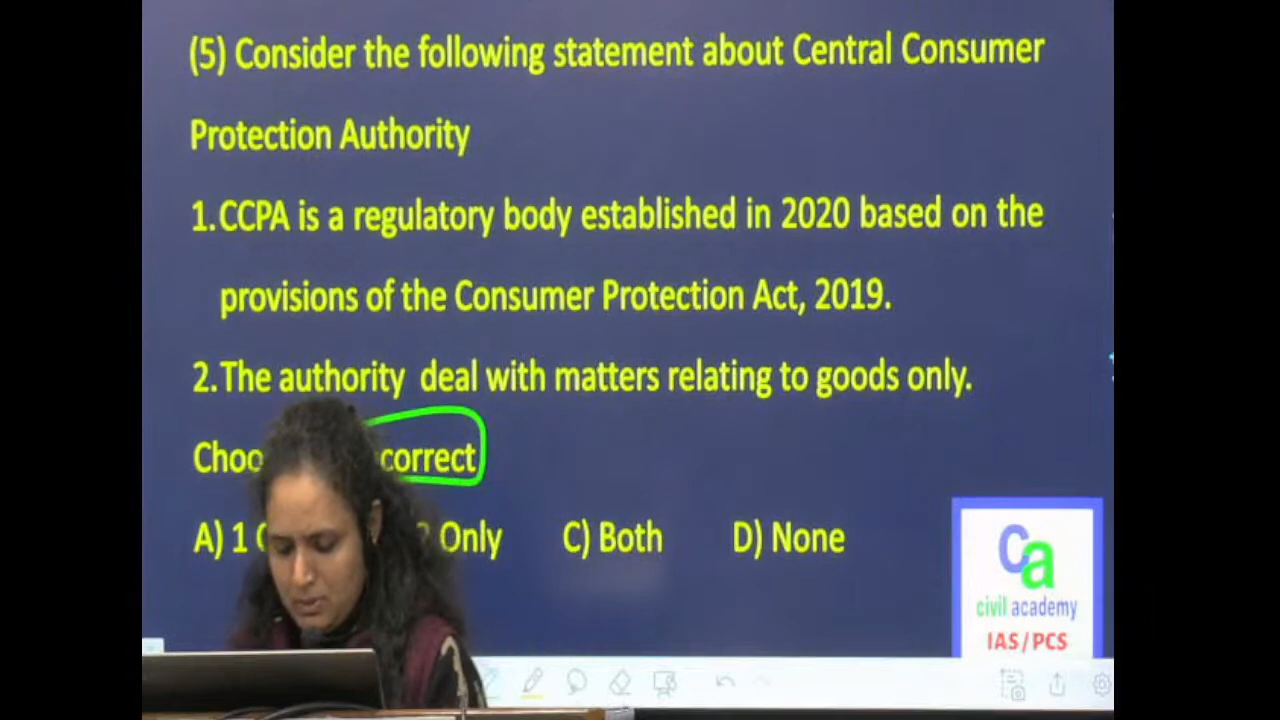 (5) Consider the following statement about Central Consumer
Protection Authority
1.CCPA is a regulatory body established in 2020 based on the
provisions of the Consumer Protection Act, 2019.
2.The authority deal with matters relating to goods only.
correct
A) 1 Only
C) Both D) None
Ca
civil academy
IAS/PCS